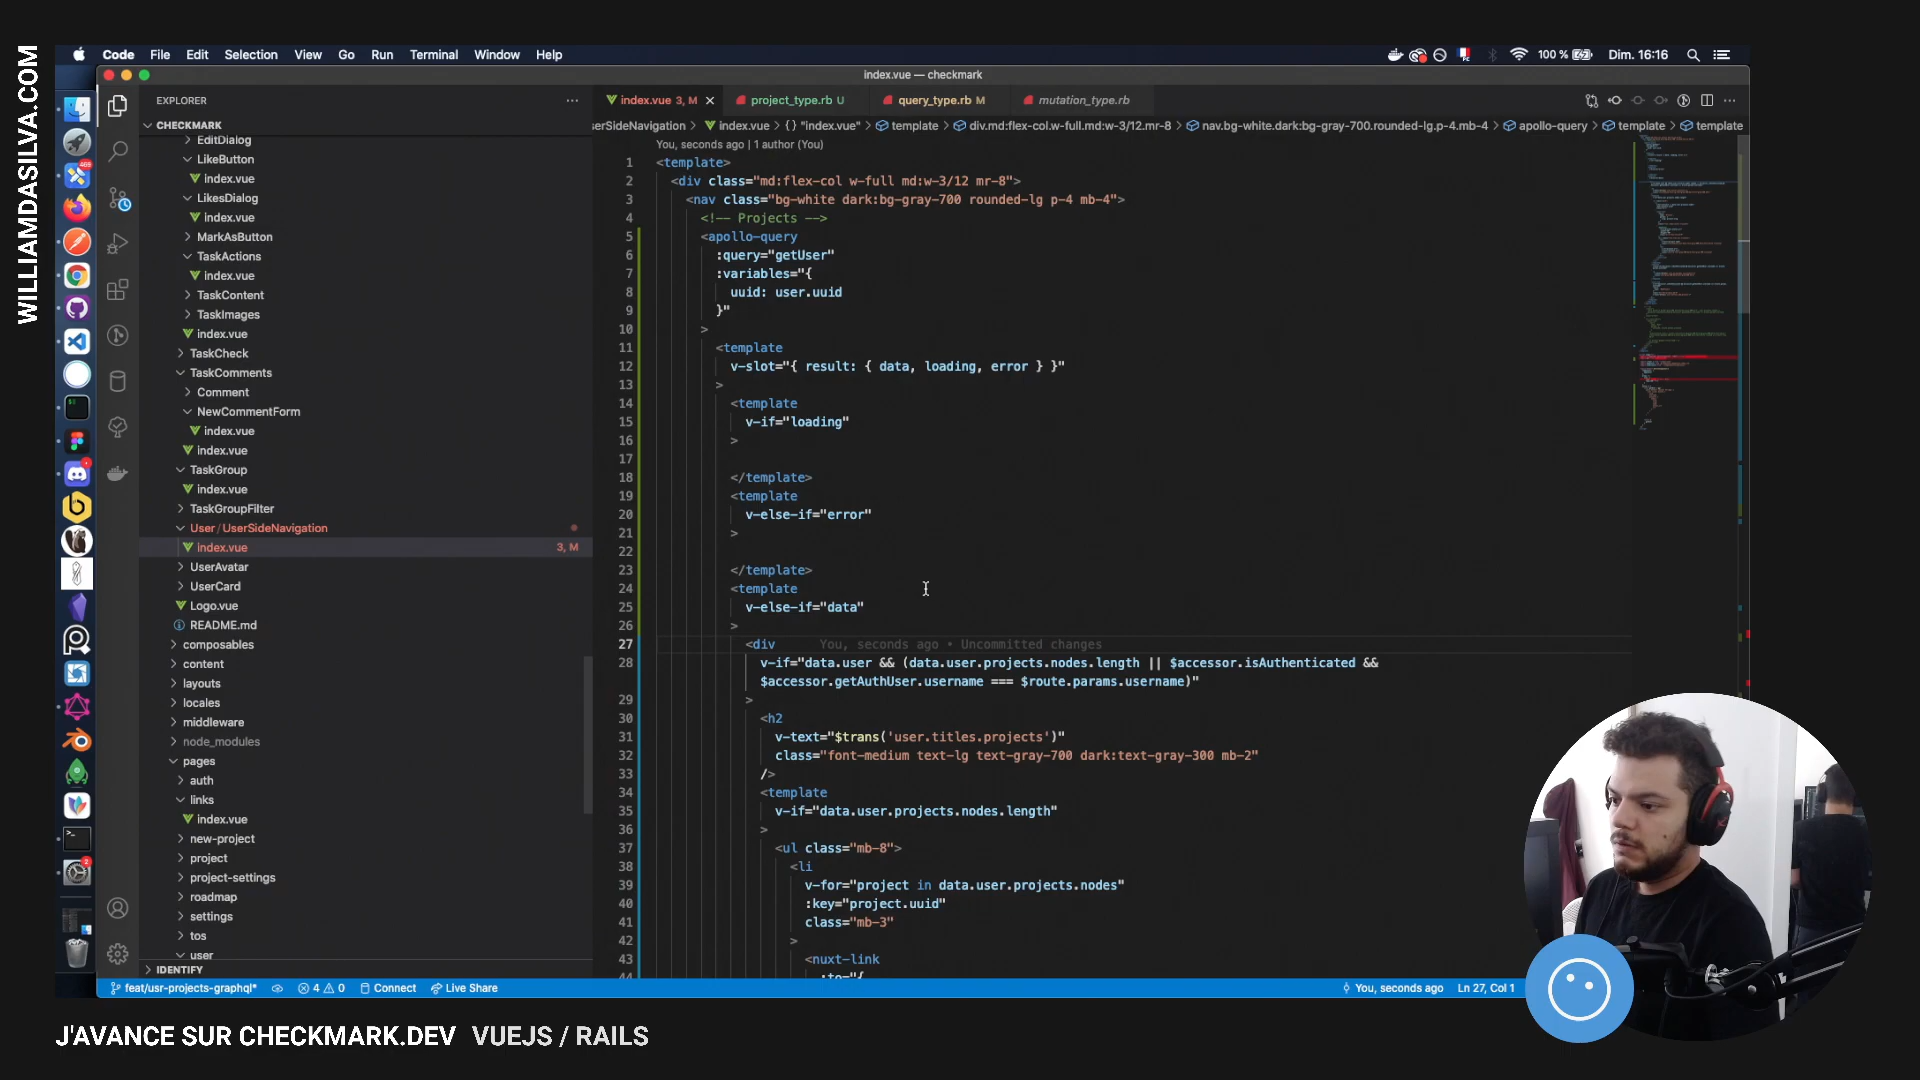 WILLIAMDASILVA.COM
Code File Edit Selection View Go Run Terminal Window Help
100 % Dim. 16:16
index.vue — checkmark
EXPLORER
index.vue 3, M
project_type.rb U
query_type.rb M
mutation_type.rb
CHECKMARK
serSideNavigation > index.vue > {} "index.vue" > template > div.md:flex-col.w-full.md:w-3/12.mr-8 > nav.bg-white.dark:bg-gray-700.rounded-lg.p-4.mb-4 > apollo-query > template > template
EditDialog
LikeButton
index.vue
LikesDialog
index.vue
MarkAsButton
TaskActions
index.vue
TaskContent
TaskImages
index.vue
TaskCheck
TaskComments
Comment
NewCommentForm
index.vue
index.vue
TaskGroup
index.vue
TaskGroupFilter
User / UserSideNavigation
index.vue 3, M
UserAvatar
UserCard
Logo.vue
README.md
composables
content
layouts
locales
middleware
node_modules
pages
auth
links
index.vue
new-project
project
project-settings
roadmap
settings
tos
user
IDENTIFY
You, seconds ago | 1 author (You)
1 <template>
2 <div class="md:flex-col w-full md:w-3/12 mr-8">
3 <nav class="bg-white dark:bg-gray-700 rounded-lg p-4 mb-4">
4 <!-- Projects -->
5 <apollo-query
6 :query="getUser"
7 :variables="{
8 uuid: user.uuid
9 }"
10 >
11 <template
12 v-slot="{ result: { data, loading, error } }"
13 >
14 <template
15 v-if="loading"
16 >
17
18 </template>
19 <template
20 v-else-if="error"
21 >
22
23 </template>
24 <template
25 v-else-if="data"
26 >
27 <div You, seconds ago • Uncommitted changes
28 v-if="data.user && (data.user.projects.nodes.length || $accessor.isAuthenticated &&
$accessor.getAuthUser.username === $route.params.username)"
29 >
30 <h2
31 v-text="$trans('user.titles.projects')"
32 class="font-medium text-lg text-gray-700 dark:text-gray-300 mb-2"
33 />
34 <template
35 v-if="data.user.projects.nodes.length"
36 >
37 <ul class="mb-8">
38 <li
39 v-for="project in data.user.projects.nodes"
40 :key="project.uuid"
41 class="mb-3"
42 >
43 <nuxt-link
44 :to="{
feat/usr-projects-graphql* 4 0 Connect Live Share
You, seconds ago Ln 27, Col 1
J'AVANCE SUR CHECKMARK.DEV VUEJS / RAILS